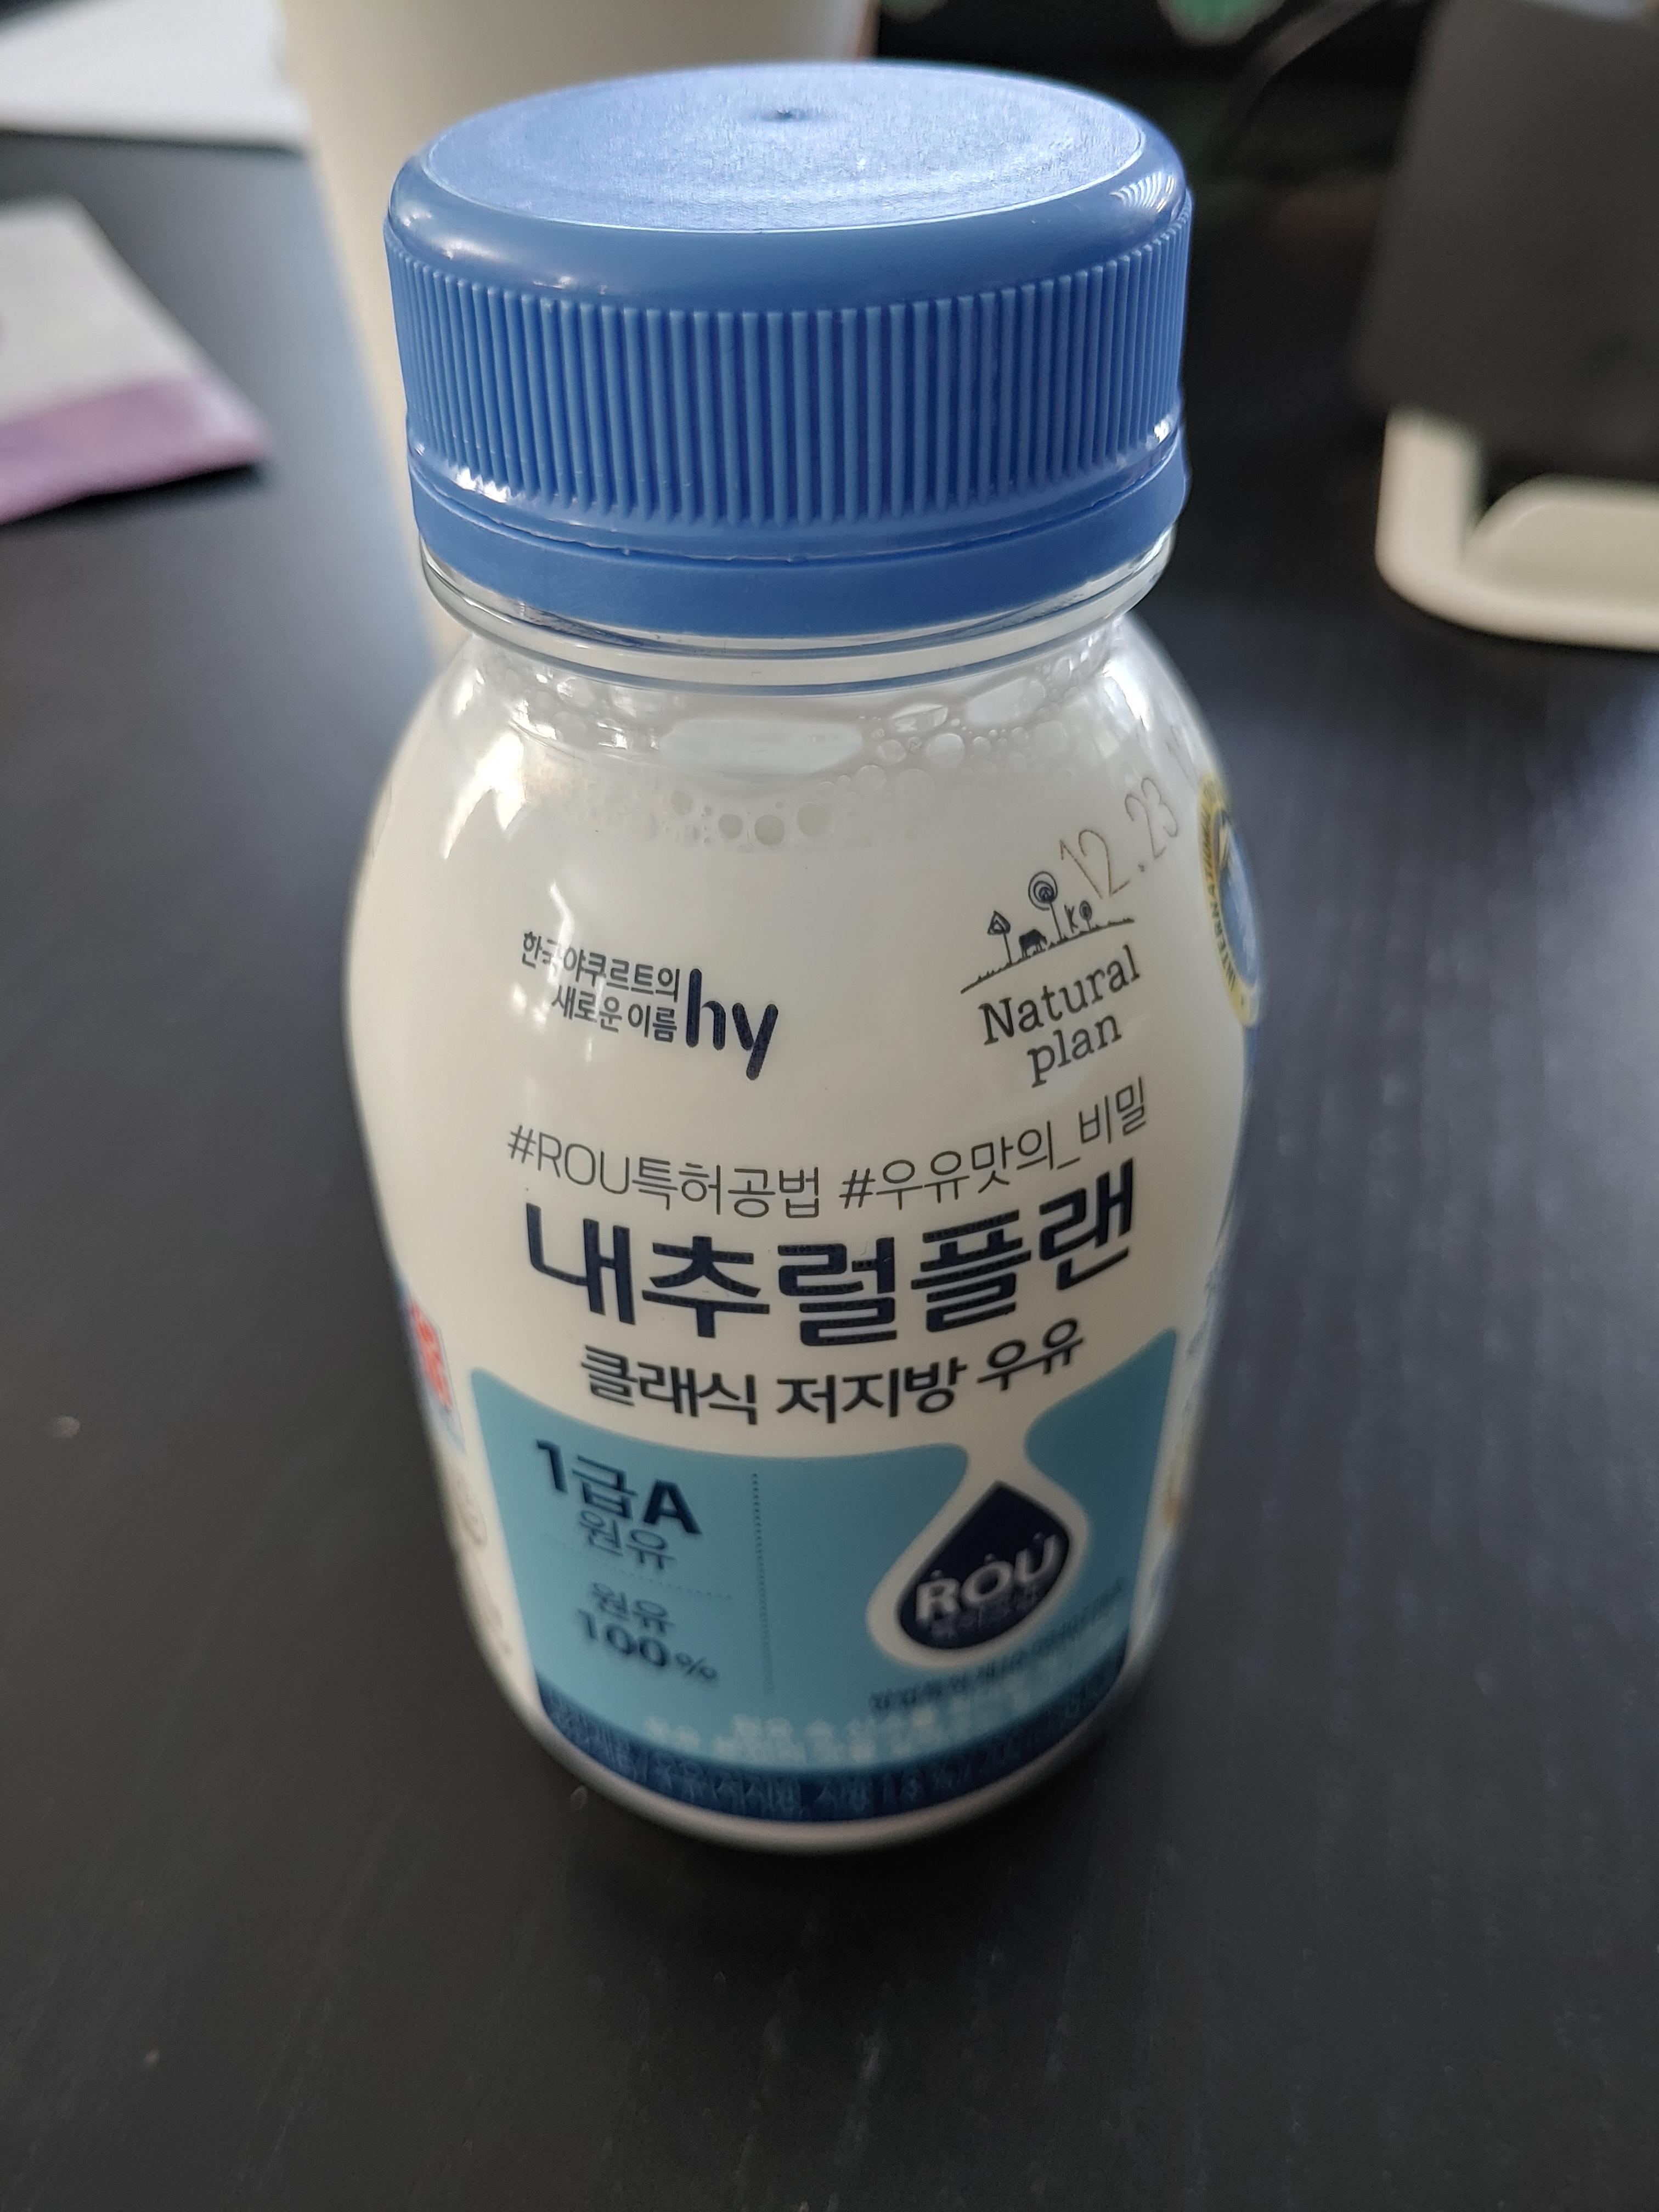 12.23
한국야쿠르트의
새로운 이름
hy
Natural
plan
#ROU특허공법 #우유맛의_비밀
내추럴플랜
클래식 저지방 우유
1급A
원유
원유
100%
ROU